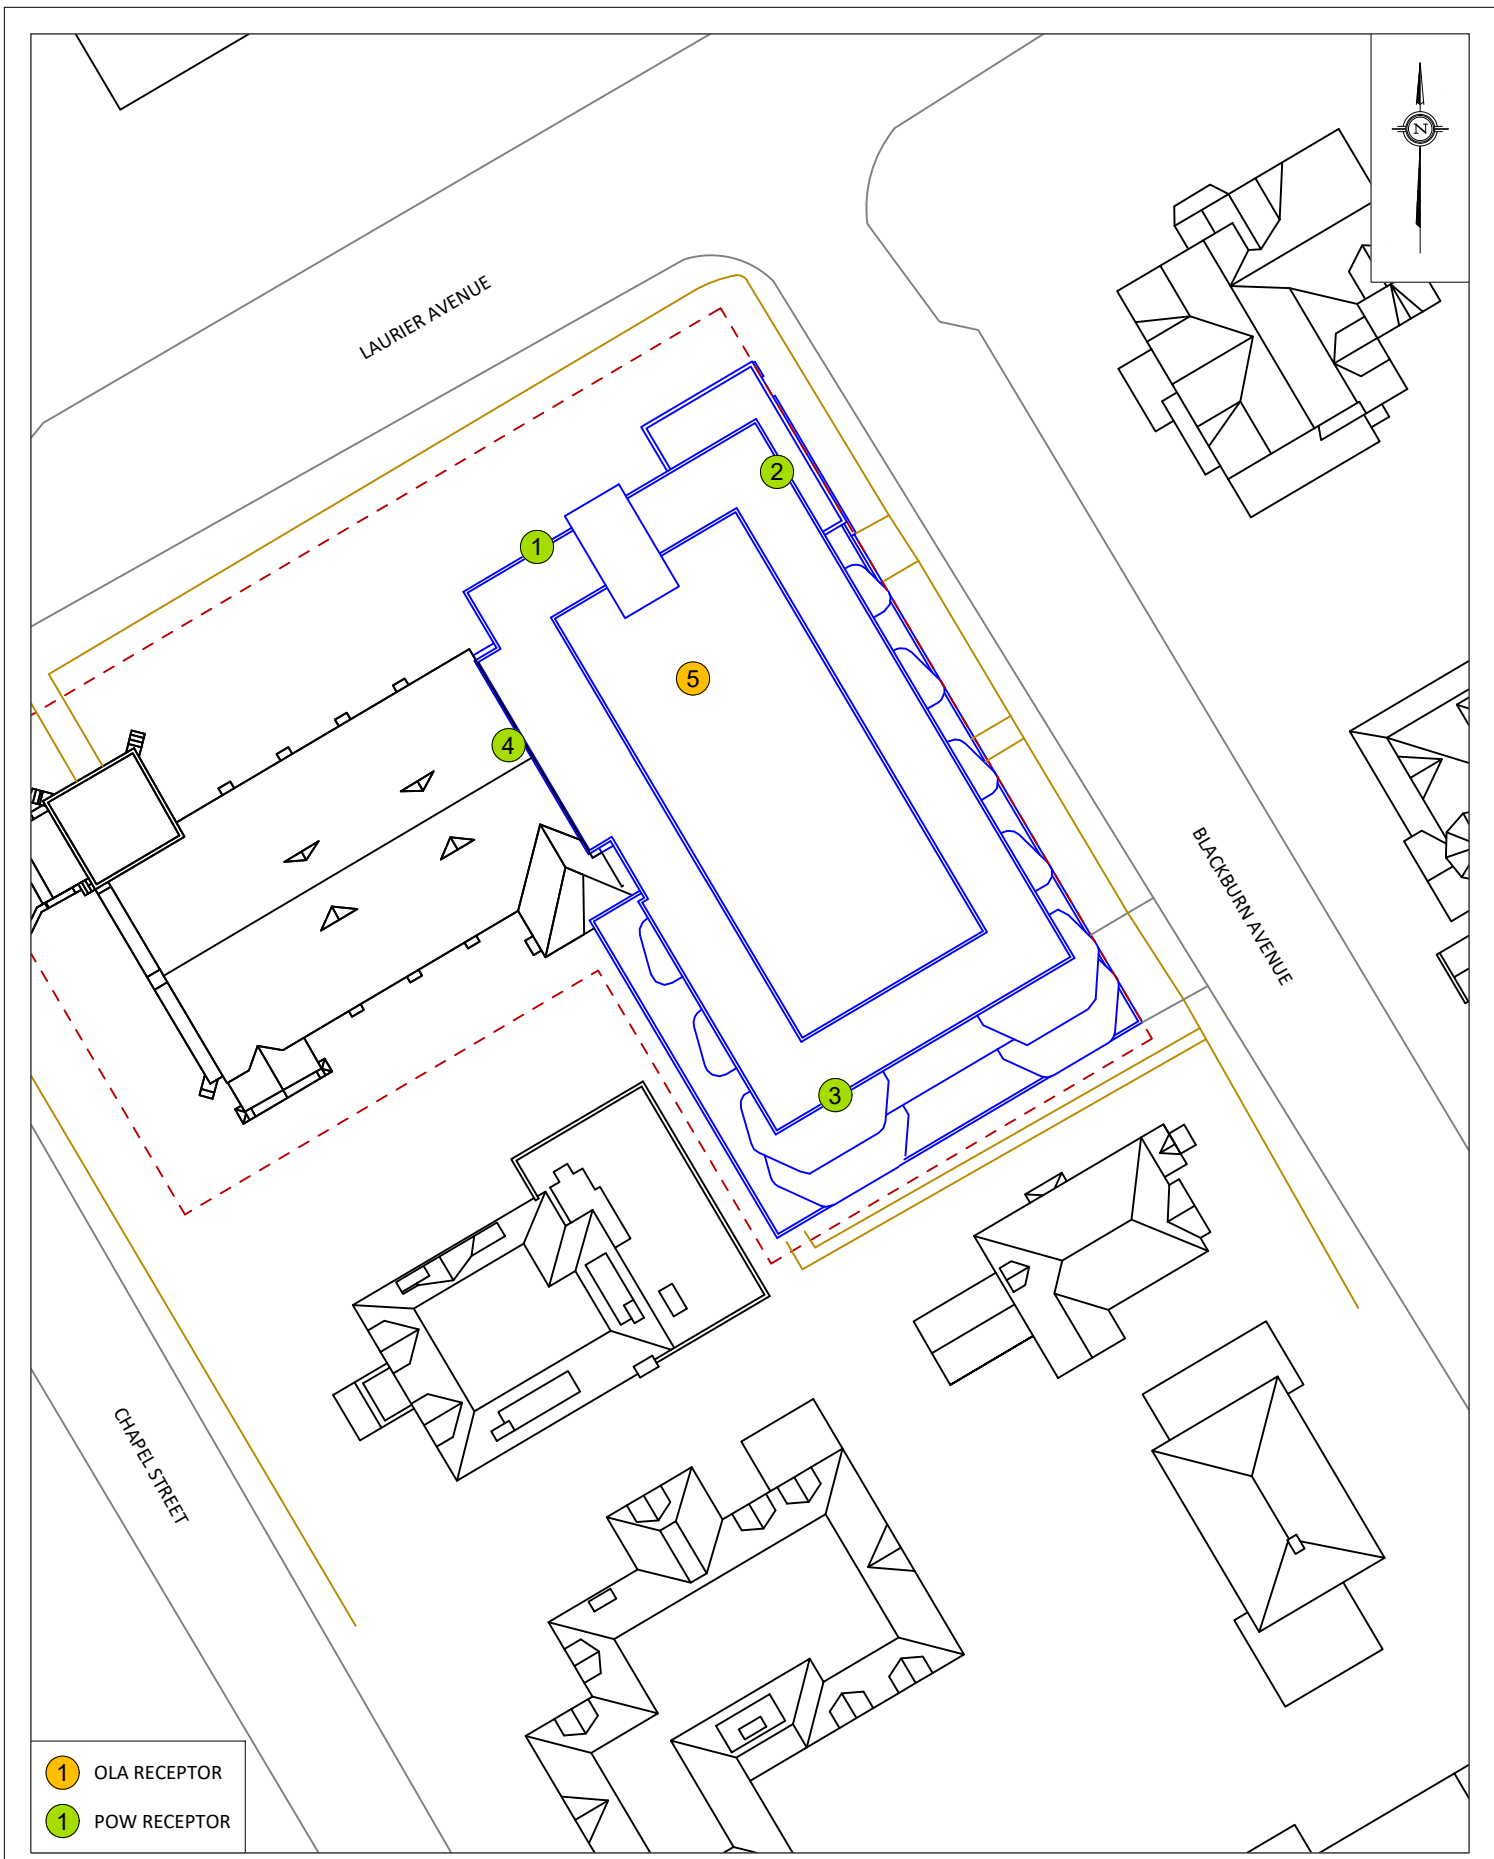 N
LAURIER AVENUE
2
1
5
4
BLACKBURN AVENUE
3
CHAPEL STREET
1 OLA RECEPTOR
1 POW RECEPTOR